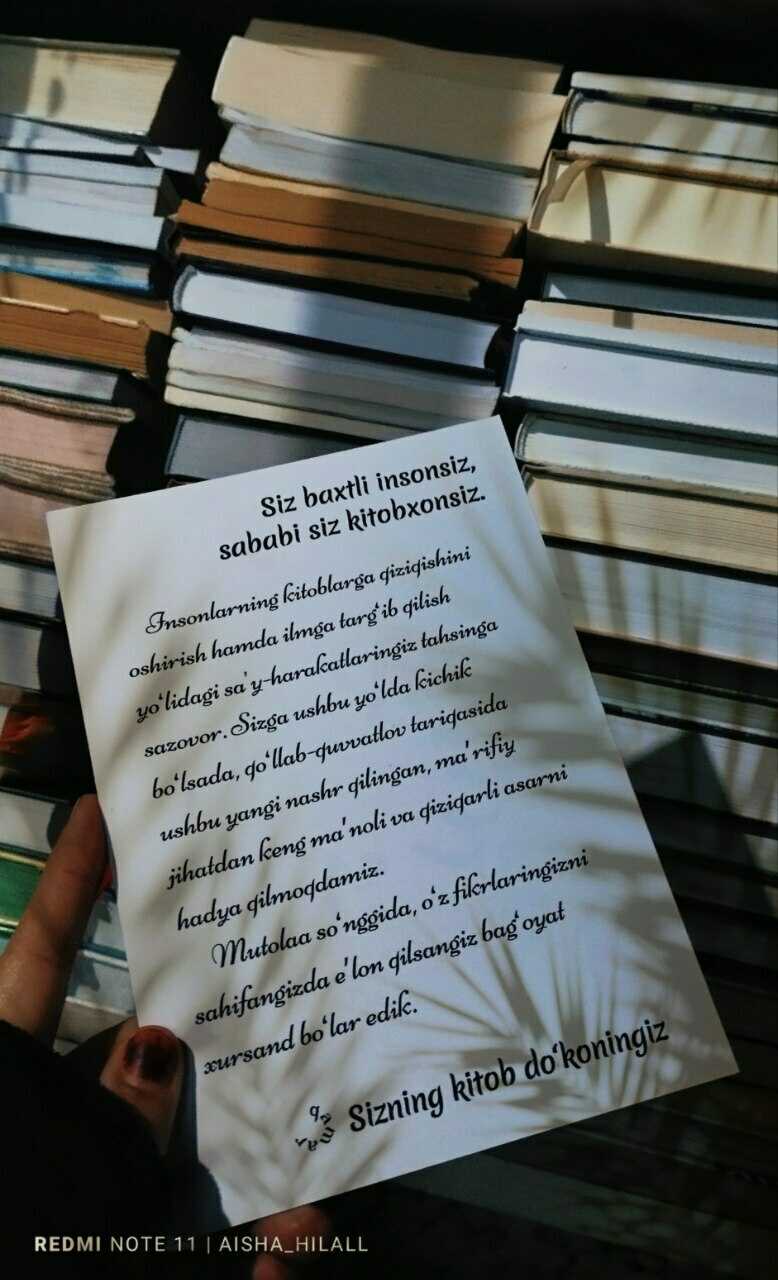 Siz baxtli insonsiz,
sababi siz kitobxonsiz.
Insonlarning kitoblarga qiziqishini
oshirish hamda ilmga targ‘ib qilish
yo‘lidagi sa'y-harakatlaringiz tahsinga
sazovor. Sizga ushbu yo‘lda kichik
bo‘lsada, qo‘llab-quvvatlov tariqasida
ushbu yangi nashr qilingan, ma'rifiy
jihatdan keng ma'noli va qiziqarli asarni
hadya qilmoqdamiz.
Mutolaa so‘nggida, o‘z fikrlaringizni
sahifangizda e'lon qilsangiz bag‘oyat
xursand bo‘lar edik.
qamar
Sizning kitob do‘koningiz
REDMI NOTE 11 | AISHA_HILALL